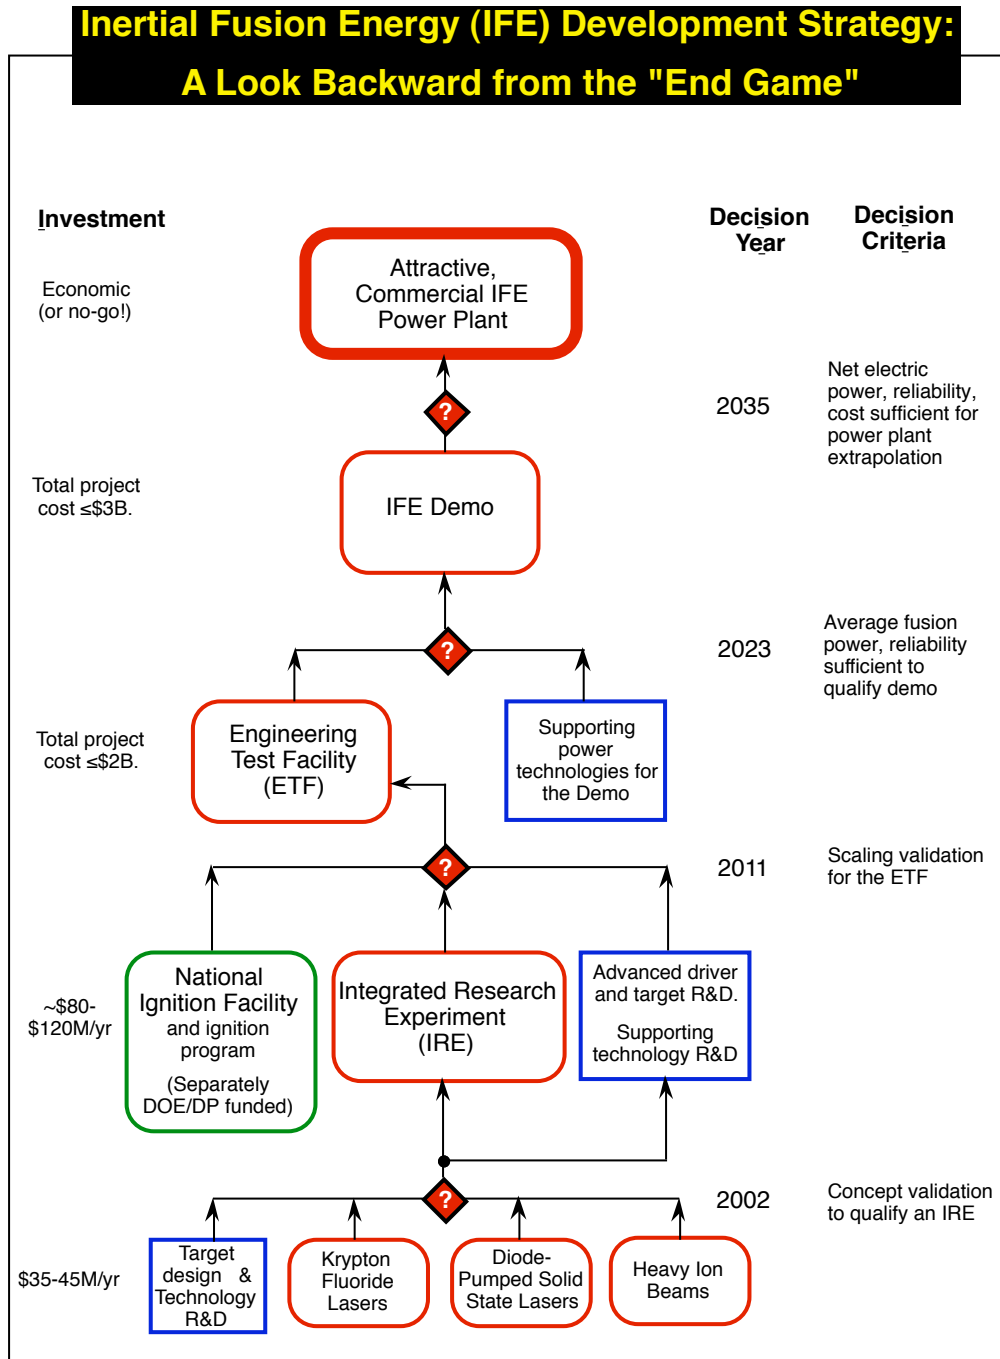 Inertial Fusion Energy (IFE) Development Strategy:
A Look Backward from the "End Game"
Investment
Decision
Year
Decision
Criteria
Economic
(or no-go!)
Attractive,
Commercial IFE
Power Plant
?
2035
Net electric
power, reliability,
cost sufficient for
power plant
extrapolation
Total project
cost ≤$3B.
IFE Demo
?
2023
Average fusion
power, reliability
sufficient to
qualify demo
Total project
cost ≤$2B.
Engineering
Test Facility
(ETF)
Supporting
power
technologies for
the Demo
?
2011
Scaling validation
for the ETF
~$80-
$120M/yr
National
Ignition Facility
and ignition
program
(Separately
DOE/DP funded)
Integrated Research
Experiment
(IRE)
Advanced driver
and target R&D.
Supporting
technology R&D
?
2002
Concept validation
to qualify an IRE
$35-45M/yr
Target
design &
Technology
R&D
Krypton
Fluoride
Lasers
Diode-
Pumped Solid
State Lasers
Heavy Ion
Beams